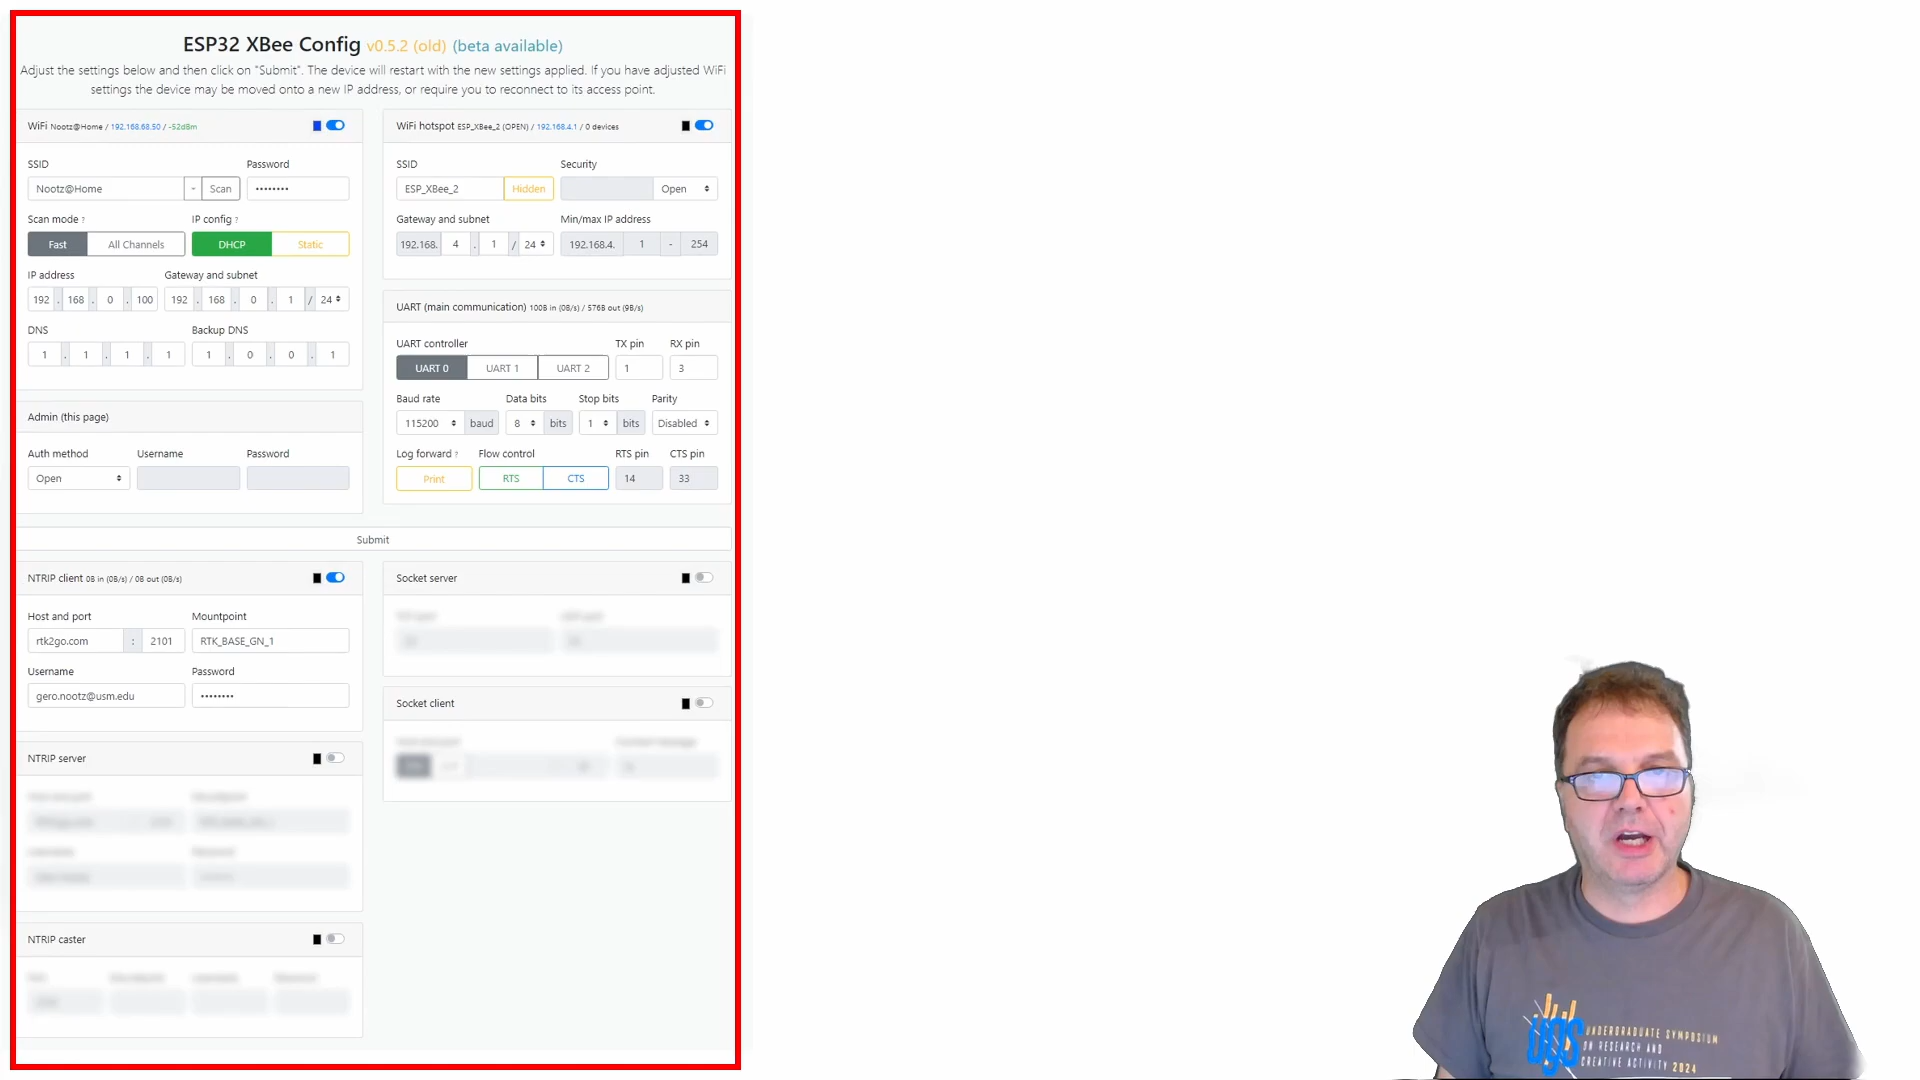 ESP32 XBee Config v0.5.2 (old) (beta available)
Adjust the settings below and then click on "Submit". The device will restart with the new settings applied. If you have adjusted WiFi
settings the device may be moved onto a new IP address, or require you to reconnect to its access point.
WiFi Nootz@Home / 192.168.68.50 / -52dBm
SSID Password
Nootz@Home - Scan ••••••••
Scan mode ? IP config ?
Fast All Channels DHCP Static
IP address Gateway and subnet
192 . 168 . 0 . 100 192 . 168 . 0 . 1 / 24
DNS Backup DNS
1 . 1 . 1 . 1 1 . 0 . 0 . 1
Admin (this page)
Auth method Username Password
Open
WiFi hotspot ESP_XBee_2 (OPEN) / 192.168.4.1 / 0 devices
SSID Security
ESP_XBee_2 Hidden Open
Gateway and subnet Min/max IP address
192.168. 4 . 1 / 24 192.168.4. 1 - 254
UART (main communication) 100B in (0B/s) / 576B out (9B/s)
UART controller TX pin RX pin
UART 0 UART 1 UART 2 1 3
Baud rate Data bits Stop bits Parity
115200 baud 8 bits 1 bits Disabled
Log forward ? Flow control RTS pin CTS pin
Print RTS CTS 14 33
Submit
NTRIP client 0B in (0B/s) / 0B out (0B/s)
Host and port Mountpoint
rtk2go.com : 2101 RTK_BASE_GN_1
Username Password
gero.nootz@usm.edu ••••••••
NTRIP server
NTRIP caster
Socket server
Socket client
ugs UNDERGRADUATE SYMPOSIUM
ON RESEARCH AND
CREATIVE ACTIVITY 2024